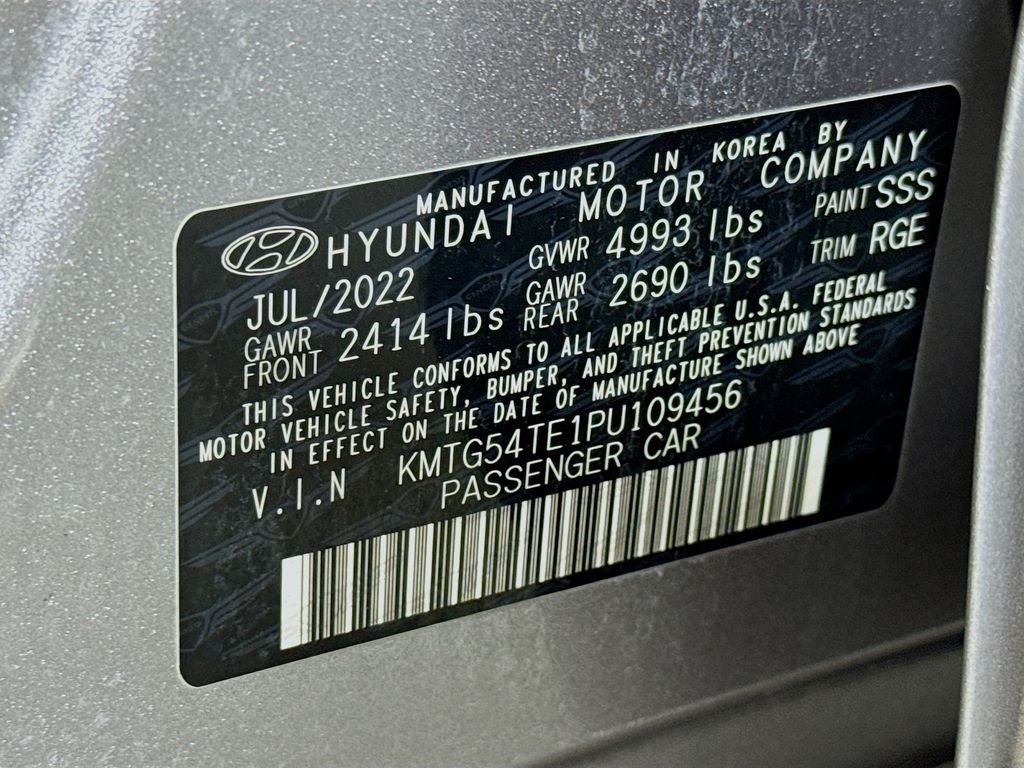 MANUFACTURED IN KOREA BY
HYUNDAI MOTOR COMPANY
JUL/2022 GVWR 4993 lbs PAINT SSS
GAWR FRONT 2414 lbs GAWR REAR 2690 lbs TRIM RGE
THIS VEHICLE CONFORMS TO ALL APPLICABLE U.S.A. FEDERAL
MOTOR VEHICLE SAFETY, BUMPER, AND THEFT PREVENTION STANDARDS
IN EFFECT ON THE DATE OF MANUFACTURE SHOWN ABOVE
V.I.N KMTG54TE1PU109456
PASSENGER CAR